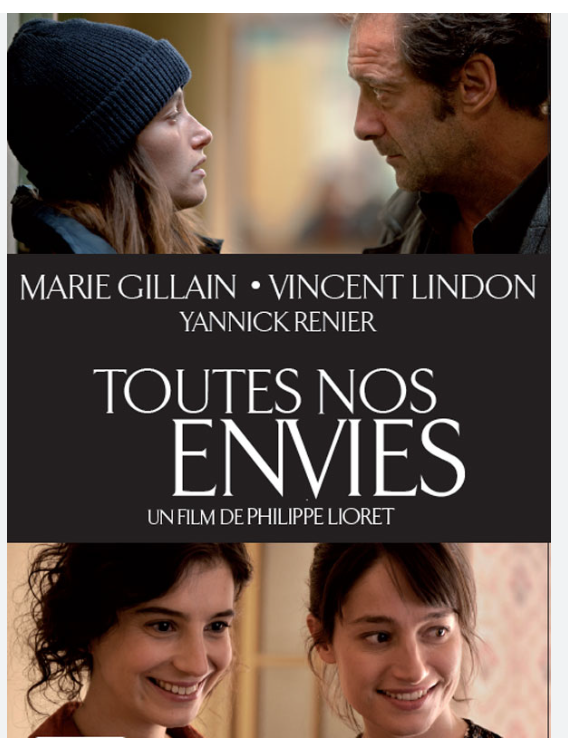 MARIE GILLAIN • VINCENT LINDON
YANNICK RENIER
TOUTES NOS
ENVIES
UN FILM DE PHILIPPE LIORET